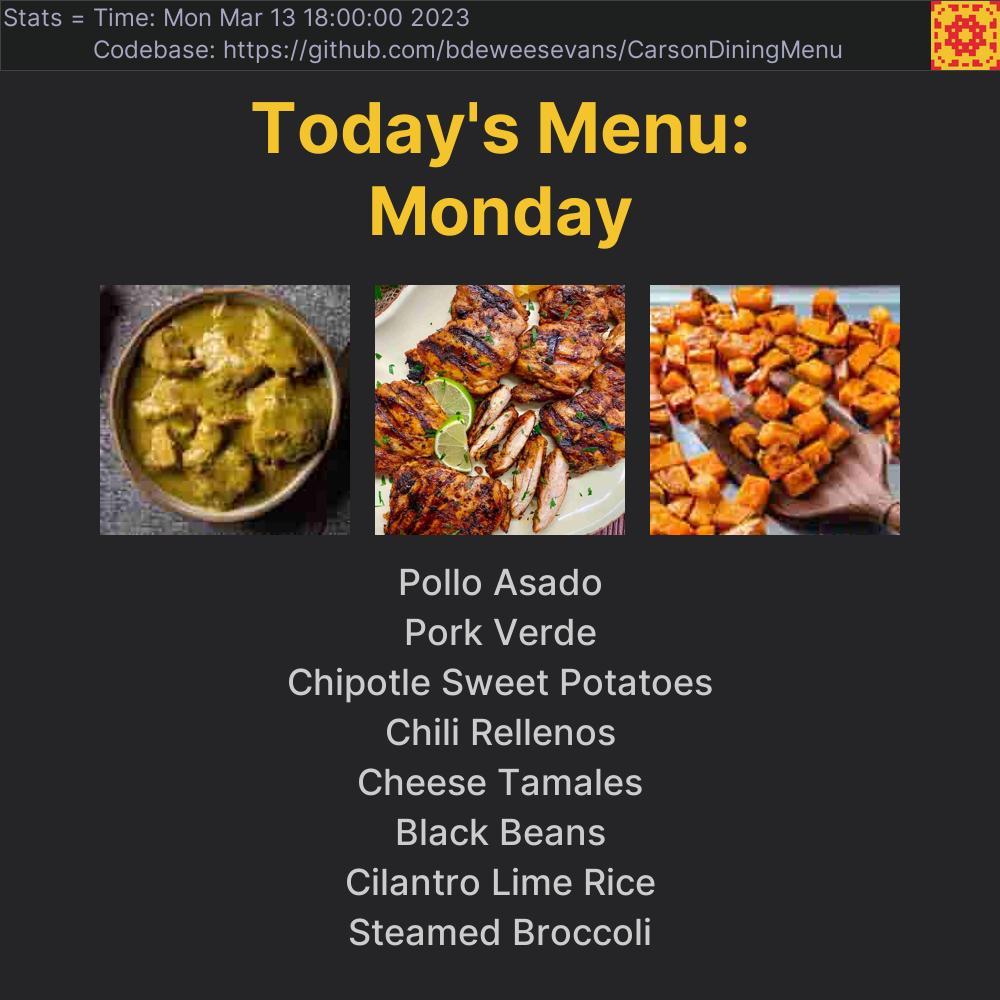 Stats = Time: Mon Mar 13 18:00:00 2023
Codebase: https://github.com/bdeweesevans/CarsonDiningMenu
Today's Menu:
Monday
Pollo Asado
Pork Verde
Chipotle Sweet Potatoes
Chili Rellenos
Cheese Tamales
Black Beans
Cilantro Lime Rice
Steamed Broccoli